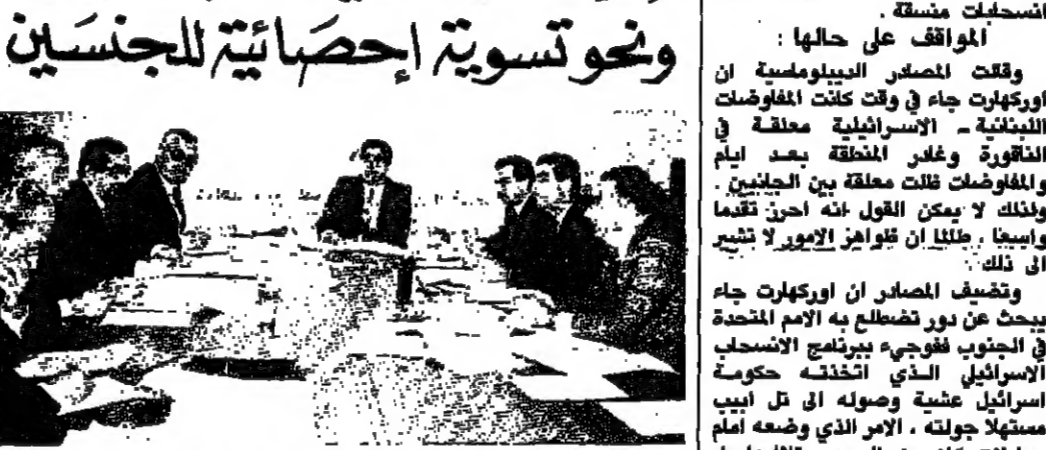 ونحو تسوية إحصائية للجنسين
انسحابات منسقة .
المواقف على حالها :
وقالت المصادر الديبلوماسية ان
اوركهارت جاء في وقت كانت المفاوضات
اللبنانية - الاسرائيلية معلقة في
الناقورة وغادر المنطقة بعد ايام
والمفاوضات ظلت معلقة بين الجانبين .
ولذلك لا يمكن القول انه احرز تقدما
واسعا ، طالما ان ظواهر الامور لا تشير
الى ذلك .
وتضيف المصادر ان اوركهارت جاء
يبحث عن دور تضطلع به الامم المتحدة
في الجنوب ففوجيء ببرنامج الانسحاب
الاسرائيلي الذي اتخذته حكومة
اسرائيل عشية وصوله الى تل ابيب
مستهلا جولته ، الامر الذي وضعه امام